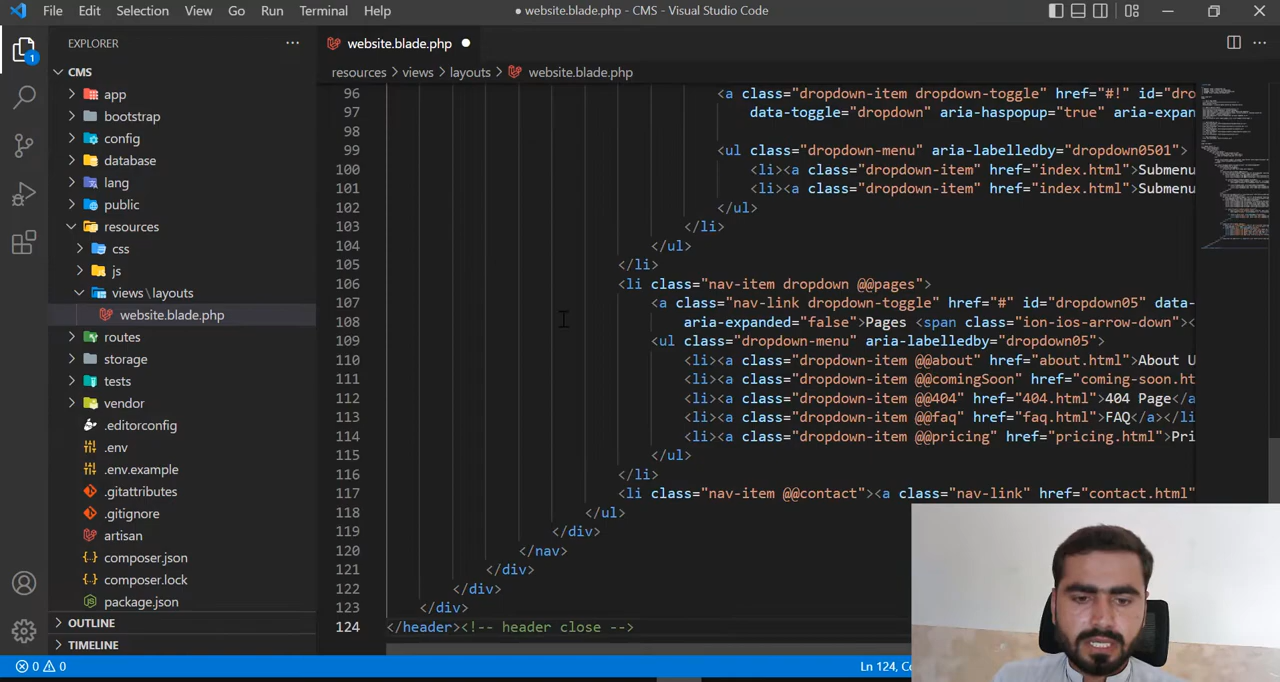 File Edit Selection View Go Run Terminal Help ● website.blade.php - CMS - Visual Studio Code
EXPLORER
website.blade.php
resources > views > layouts > website.blade.php
CMS
app
bootstrap
config
database
lang
public
resources
css
js
views\layouts
website.blade.php
routes
storage
tests
vendor
.editorconfig
.env
.env.example
.gitattributes
.gitignore
artisan
composer.json
composer.lock
package.json
OUTLINE
TIMELINE
1
96 <a class="dropdown-item dropdown-toggle" href="#!" id="dro
97 data-toggle="dropdown" aria-haspopup="true" aria-expan
98
99 <ul class="dropdown-menu" aria-labelledby="dropdown0501">
100 <li><a class="dropdown-item" href="index.html">Submenu
101 <li><a class="dropdown-item" href="index.html">Submenu
102 </ul>
103 </li>
104 </ul>
105 </li>
106 <li class="nav-item dropdown @@pages">
107 <a class="nav-link dropdown-toggle" href="#" id="dropdown05" data-
108 aria-expanded="false">Pages <span class="ion-ios-arrow-down"><
109 <ul class="dropdown-menu" aria-labelledby="dropdown05">
110 <li><a class="dropdown-item @@about" href="about.html">About U
111 <li><a class="dropdown-item @@comingSoon" href="coming-soon.ht
112 <li><a class="dropdown-item @@404" href="404.html">404 Page</a
113 <li><a class="dropdown-item @@faq" href="faq.html">FAQ</a></li
114 <li><a class="dropdown-item @@pricing" href="pricing.html">Pri
115 </ul>
116 </li>
117 <li class="nav-item @@contact"><a class="nav-link" href="contact.html"
118 </ul>
119 </div>
120 </nav>
121 </div>
122 </div>
123 </div>
124 </header><!-- header close -->
0 0 Ln 124, Co